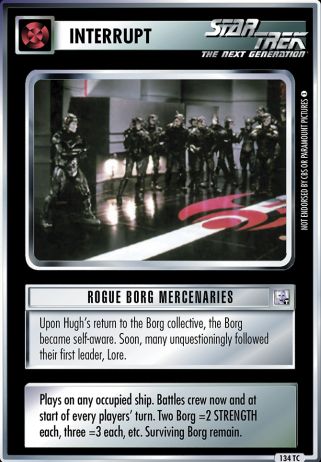 INTERRUPT
STAR TREK
THE NEXT GENERATION
NOT ENDORSED BY CBS OR PARAMOUNT PICTURES
ROGUE BORG MERCENARIES
Upon Hugh's return to the Borg collective, the Borg
became self-aware. Soon, many unquestioningly followed
their first leader, Lore.
Plays on any occupied ship. Battles crew now and at
start of every players' turn. Two Borg =2 STRENGTH
each, three =3 each, etc. Surviving Borg remain.
134 TC